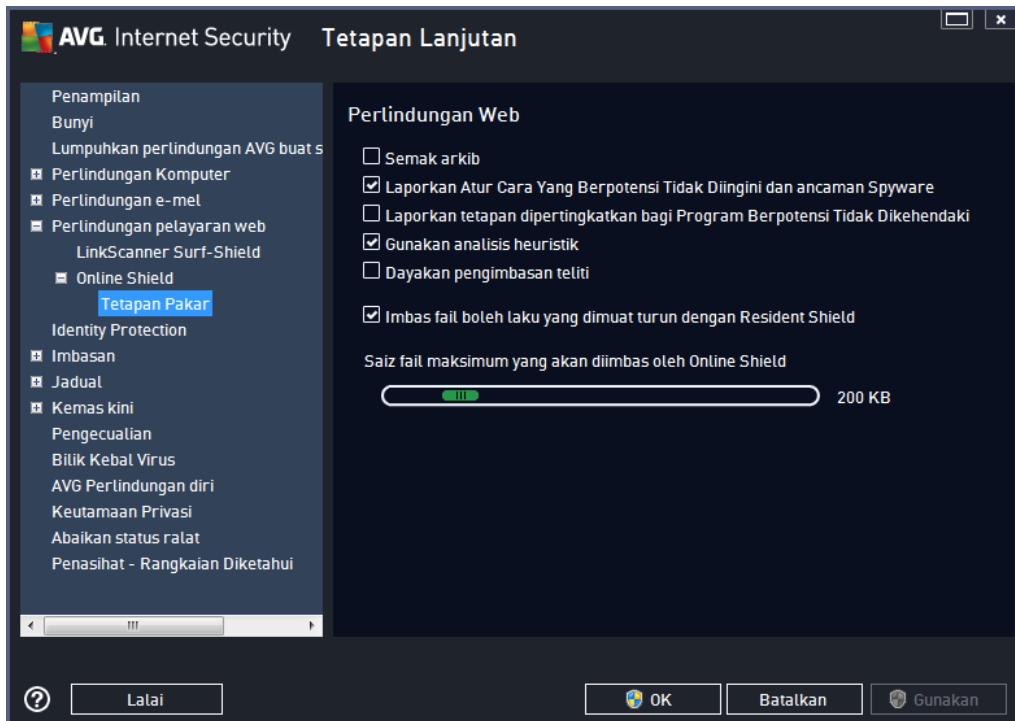 AVG. Internet Security Tetapan Lanjutan
Penampilan
Bunyi
Lumpuhkan perlindungan AVG buat s
Perlindungan Komputer
Perlindungan e-mel
Perlindungan pelayaran web
LinkScanner Surf-Shield
Online Shield
Tetapan Pakar
Identity Protection
Imbasan
Jadual
Kemas kini
Pengecualian
Bilik Kebal Virus
AVG Perlindungan diri
Keutamaan Privasi
Abaikan status ralat
Penasihat - Rangkaian Diketahui
Perlindungan Web
Semak arkib
Laporkan Atur Cara Yang Berpotensi Tidak Diingini dan ancaman Spyware
Laporkan tetapan dipertingkatkan bagi Program Berpotensi Tidak Dikehendaki
Gunakan analisis heuristik
Dayakan pengimbasan teliti
Imbas fail boleh laku yang dimuat turun dengan Resident Shield
Saiz fail maksimum yang akan diimbas oleh Online Shield
200 KB
Lalai
OK
Batalkan
Gunakan